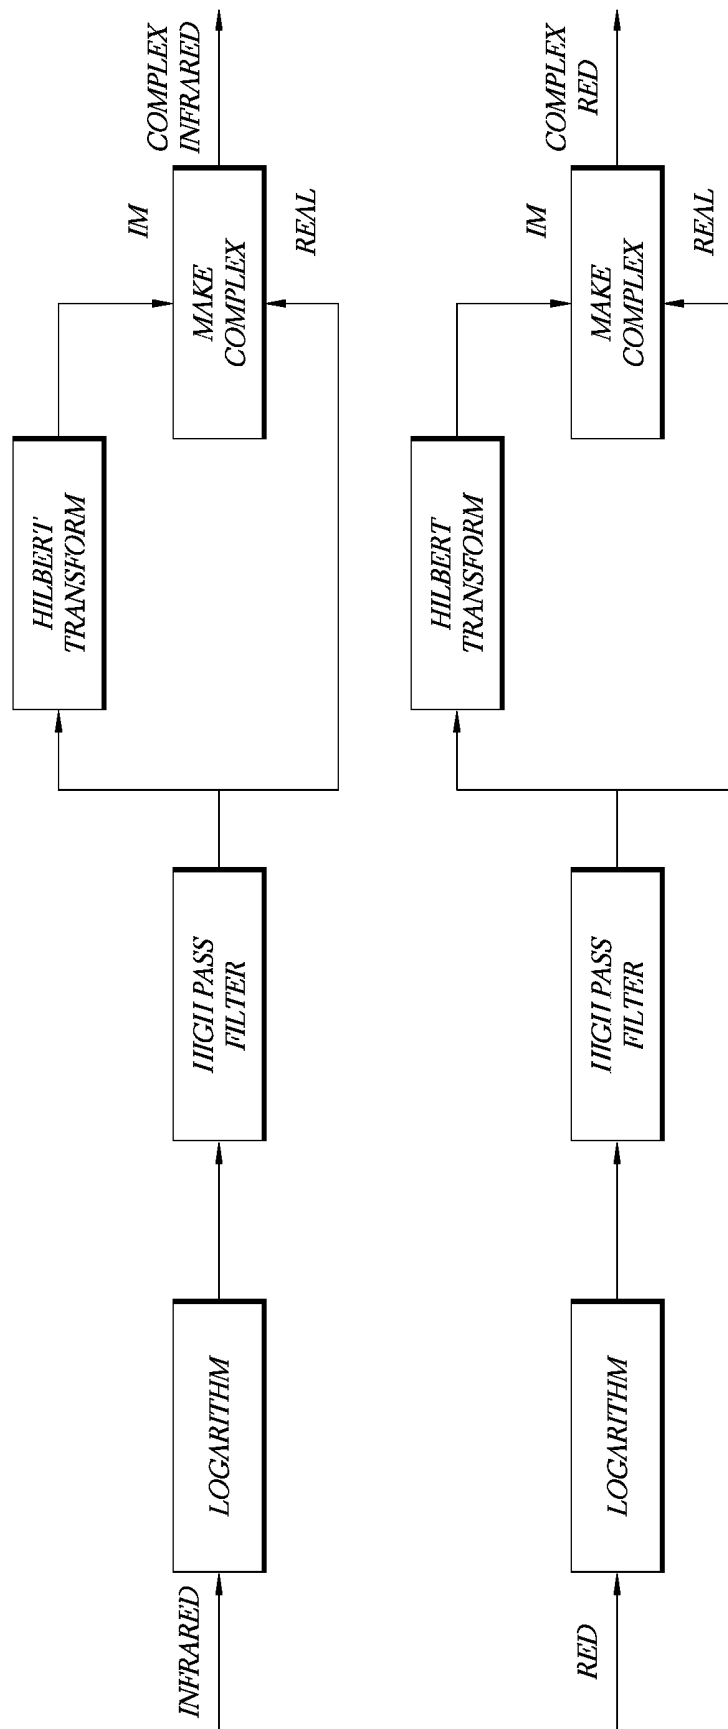 INFRARED
LOGARITHM
HIGH PASS
FILTER
HILBERT
TRANSFORM
IM
MAKE
COMPLEX
REAL
COMPLEX
INFRARED
RED
LOGARITHM
HIGH PASS
FILTER
HILBERT
TRANSFORM
IM
MAKE
COMPLEX
REAL
COMPLEX
RED